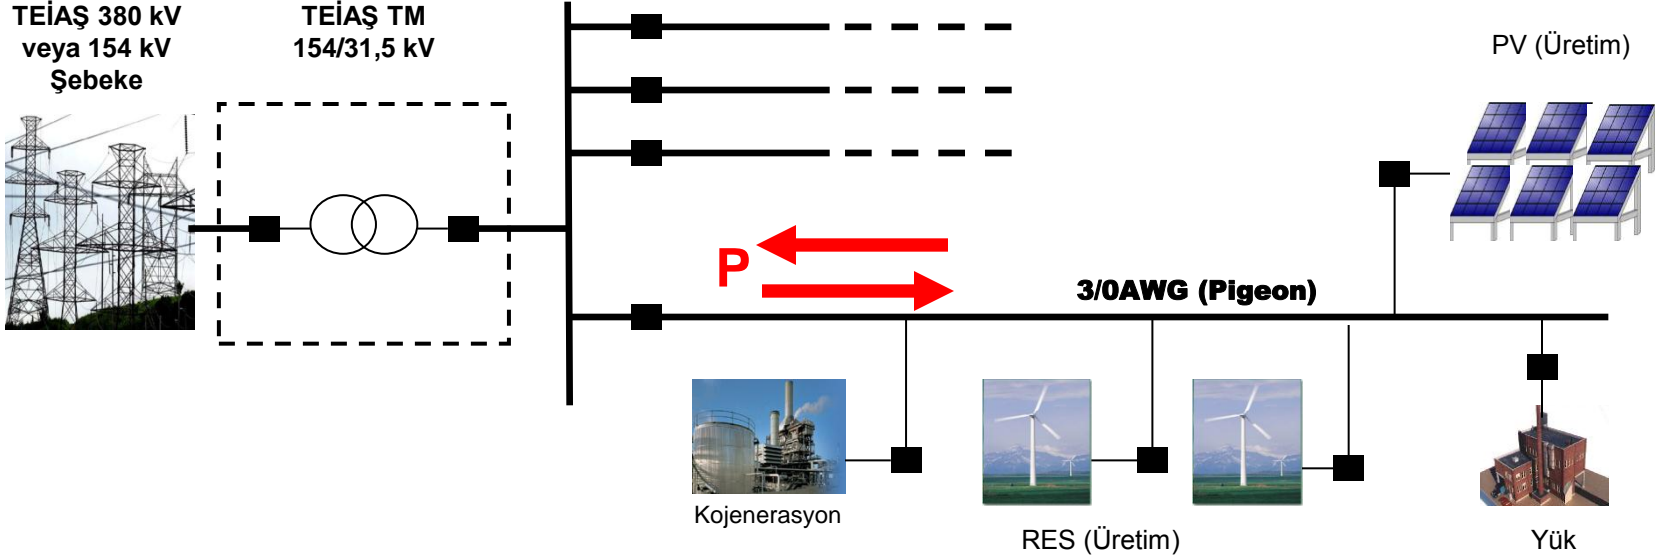 TEİAŞ 380 kV
veya 154 kV
Şebeke
TEİAŞ TM
154/31,5 kV
PV (Üretim)
P
3/0AWG (Pigeon)
Kojenerasyon
RES (Üretim)
Yük